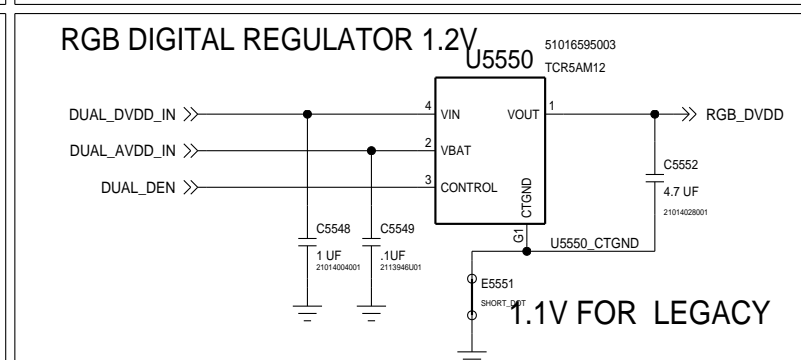 RGB DIGITAL REGULATOR 1.2V
U5550
51016595003
TCR5AM12
DUAL_DVDD_IN
4
VIN
VOUT
1
RGB_DVDD
DUAL_AVDD_IN
2
VBAT
DUAL_DEN
3
CONTROL
CTGND
G1
C5552
4.7 UF
21014028001
C5548
1 UF
21014004001
C5549
.1UF
2113946U01
U5550_CTGND
E5551
SHORT_DOT
1.1V FOR LEGACY